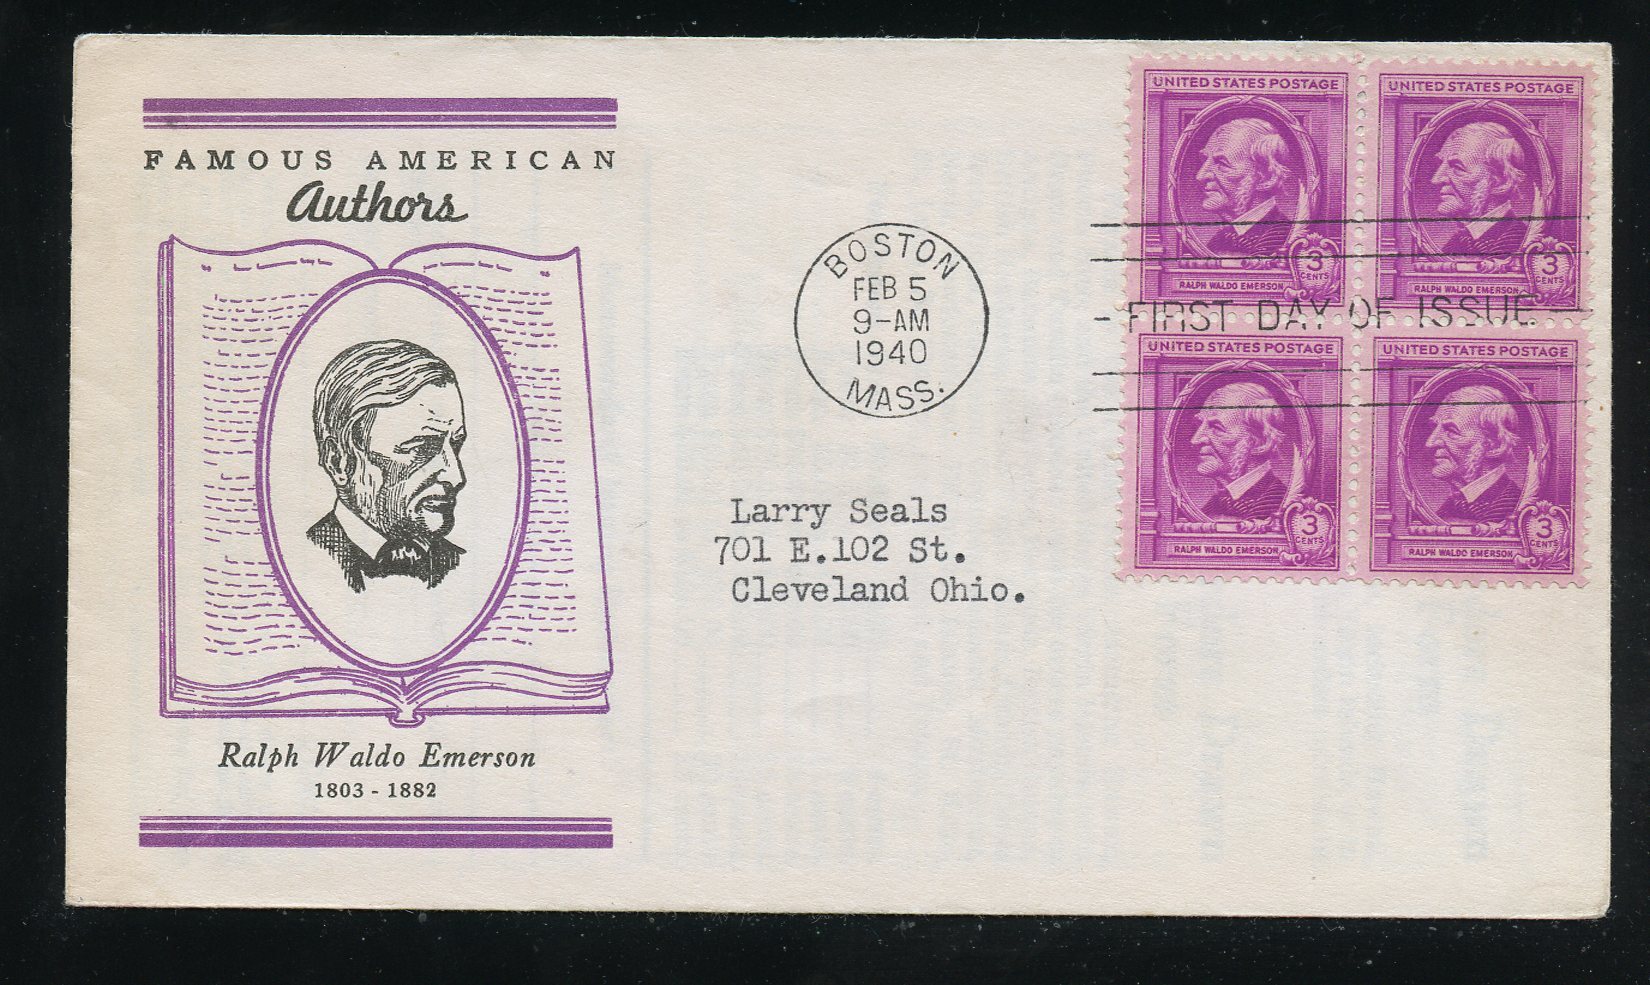 FAMOUS AMERICAN
Authors
Ralph Waldo Emerson
1803 - 1882
BOSTON
FEB 5
9-AM
1940
MASS.
Larry Seals
701 E.102 St.
Cleveland Ohio.
UNITED STATES POSTAGE
3
CENTS
RALPH WALDO EMERSON
UNITED STATES POSTAGE
3
CENTS
RALPH WALDO EMERSON
FIRST DAY OF ISSUE
UNITED STATES POSTAGE
3
CENTS
RALPH WALDO EMERSON
UNITED STATES POSTAGE
3
CENTS
RALPH WALDO EMERSON